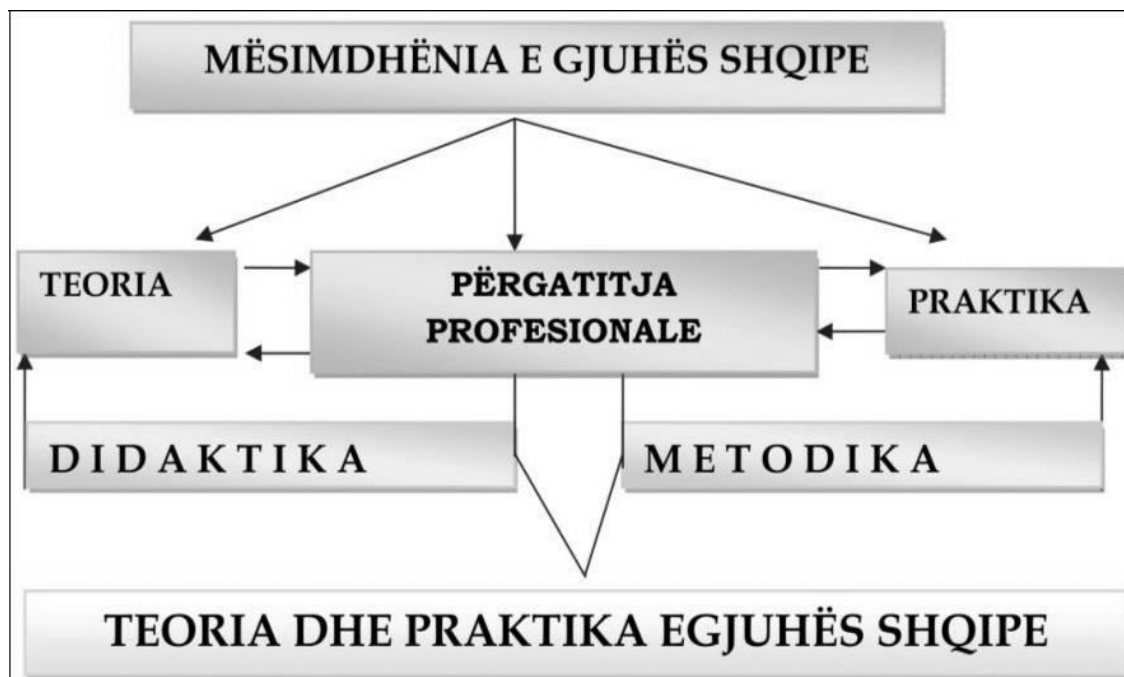 MËSIMDHËNIA E GJUHËS SHQIPE
TEORIA
PËRGATITJA
PROFESIONALE
PRAKTIKA
D I D A K T I K A
M E T O D I K A
TEORIA DHE PRAKTIKA EGJUHËS SHQIPE